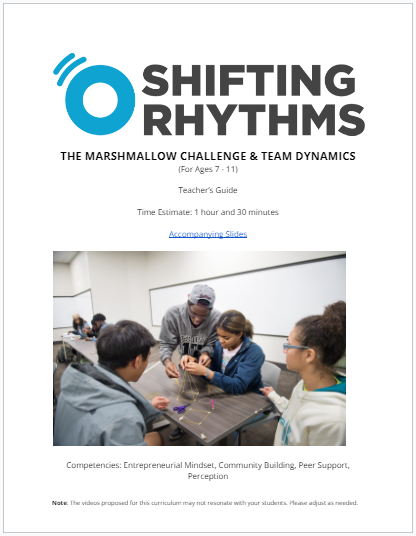 SHIFTING
RHYTHMS
THE MARSHMALLOW CHALLENGE & TEAM DYNAMICS
(For Ages 7 - 11)
Teacher's Guide
Time Estimate: 1 hour and 30 minutes
Accompanying Slides
Competencies: Entrepreneurial Mindset, Community Building, Peer Support,
Perception
Note: The videos proposed for this curriculum may not resonate with your students. Please adjust as needed.